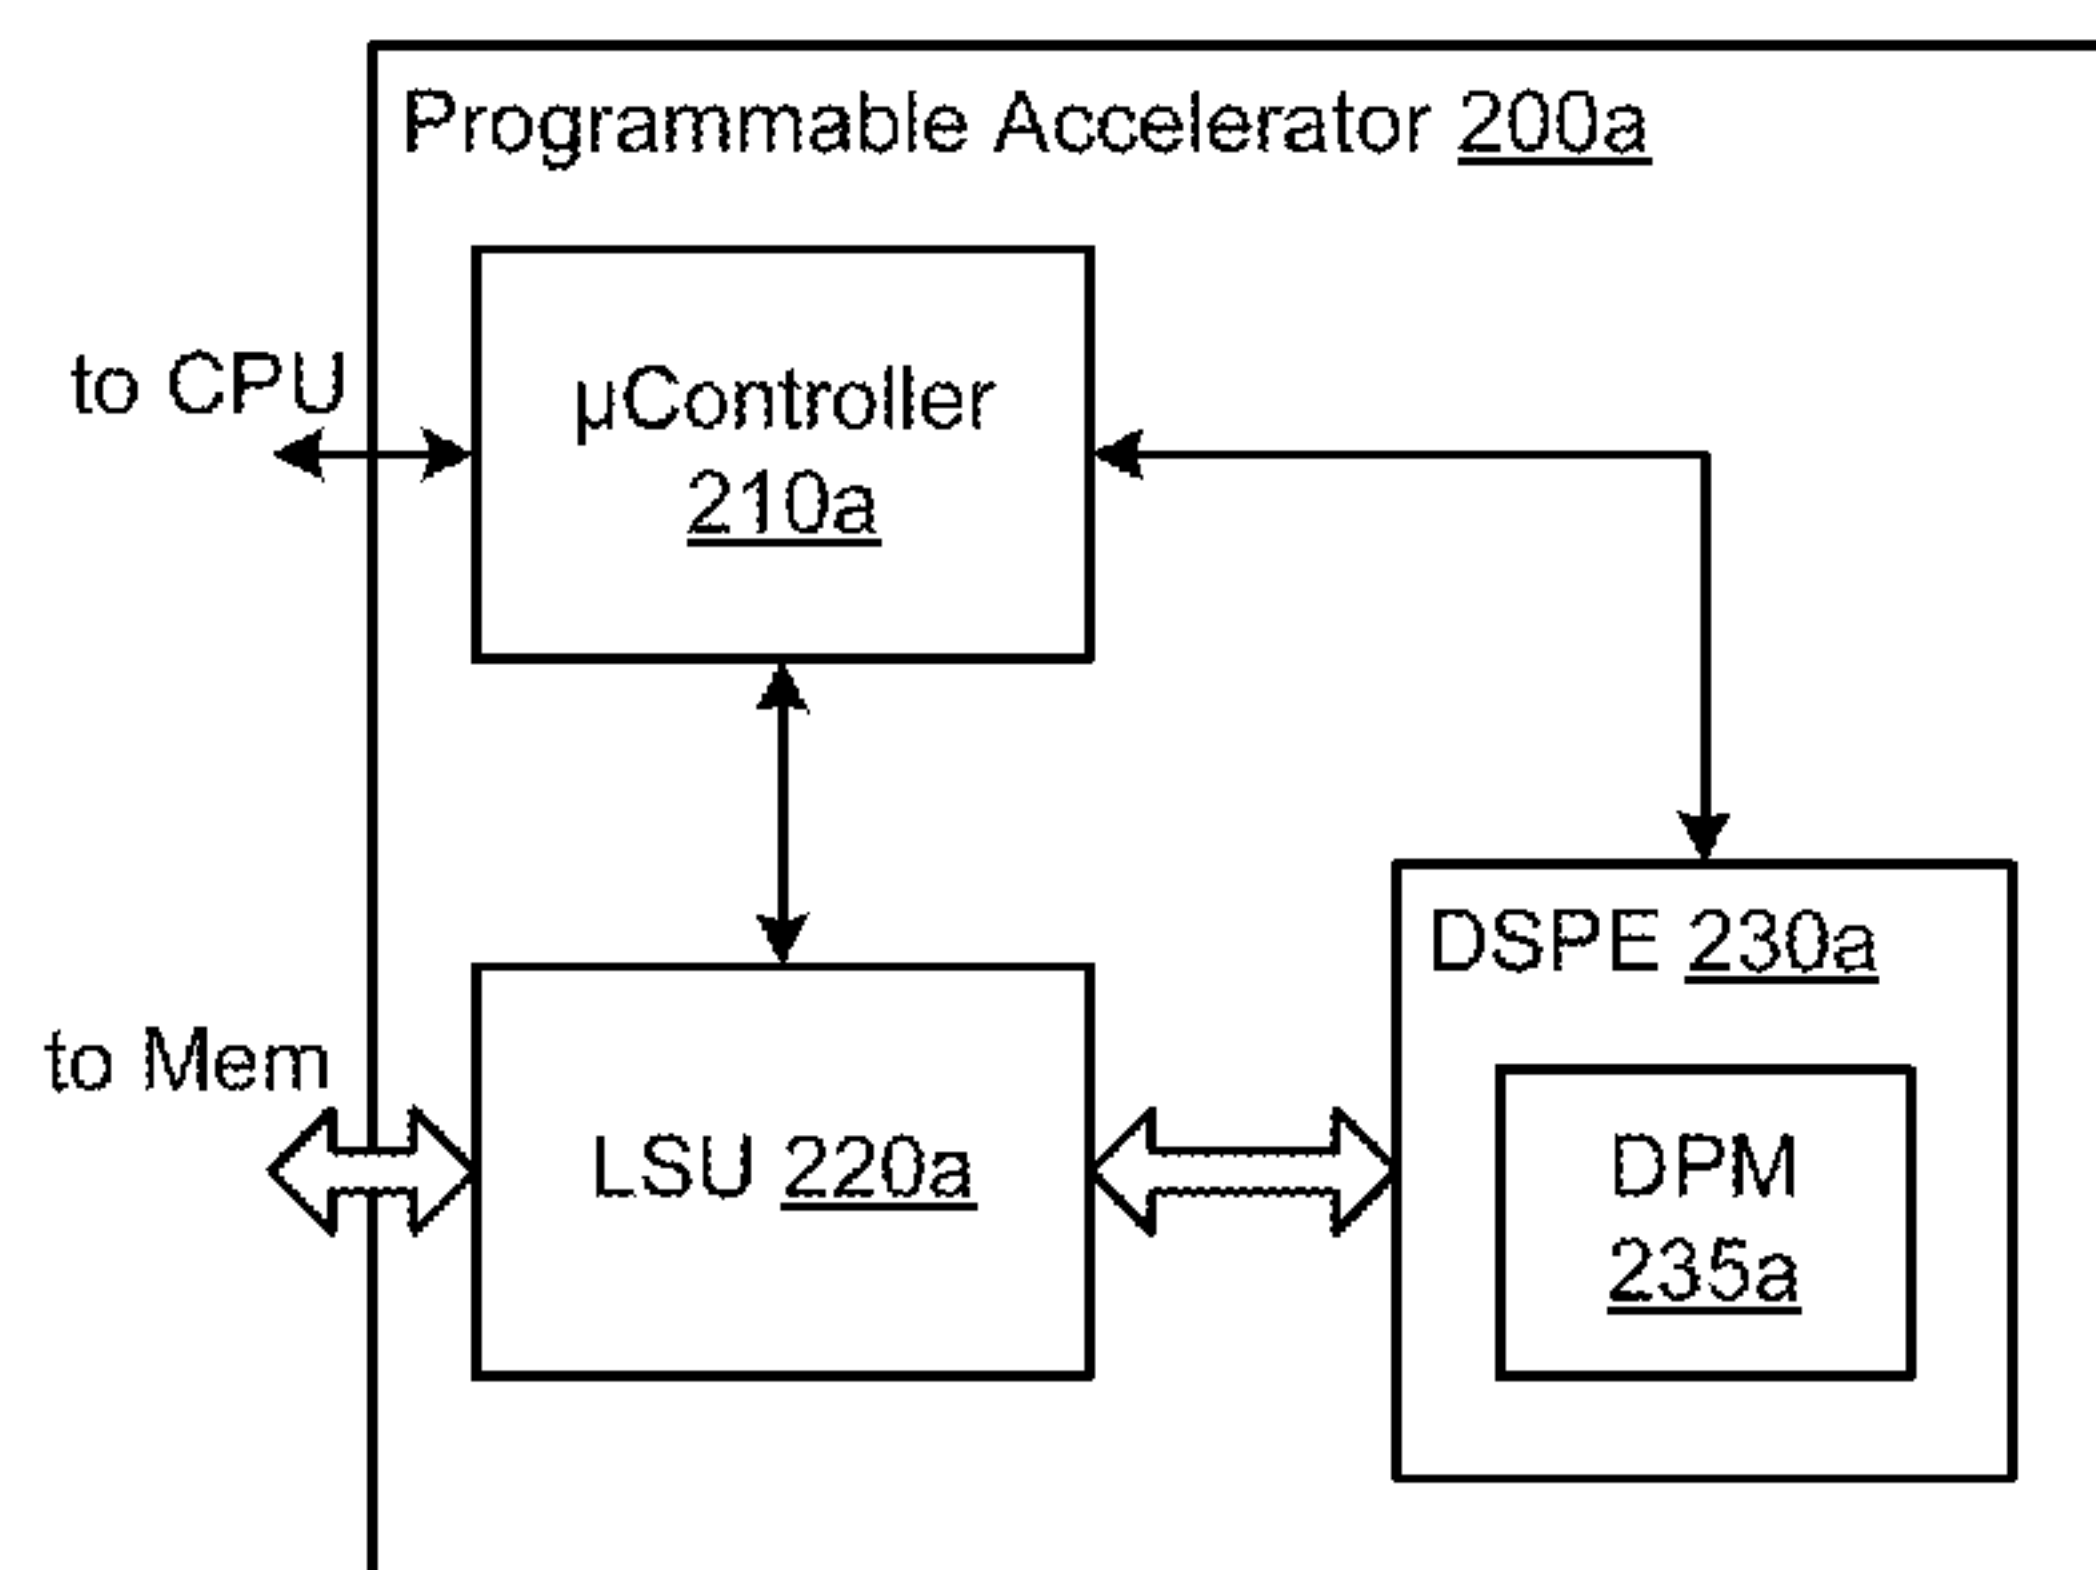 Programmable Accelerator 200a
to CPU
µController
210a
DSPE 230a
to Mem
LSU 220a
DPM
235a